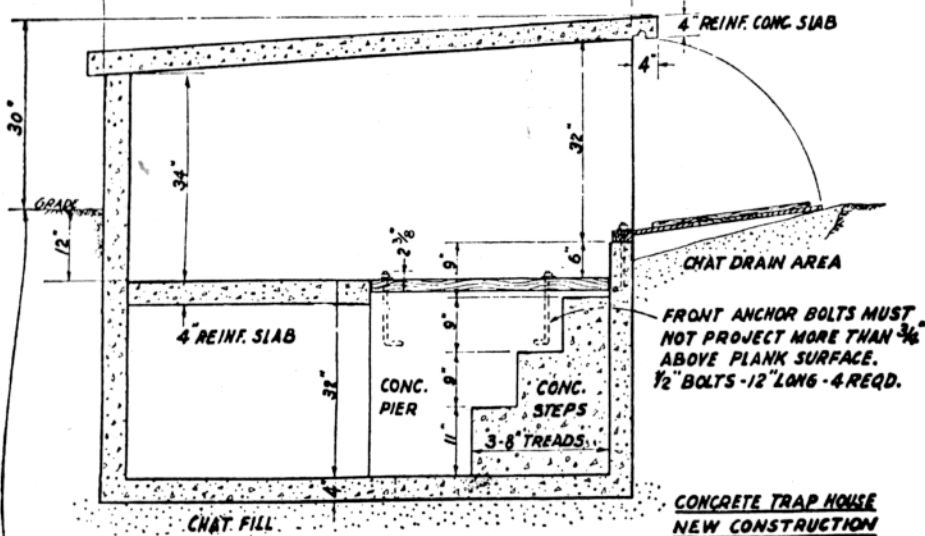 4" REINF. CONC. SLAB
4"
30"
34"
32"
GRADE
12"
2 3/8"
9"
6"
CHAT DRAIN AREA
4" REINF. SLAB
9"
FRONT ANCHOR BOLTS MUST
NOT PROJECT MORE THAN 3/4"
ABOVE PLANK SURFACE.
1/2" BOLTS - 12" LONG - 4 REQD.
32"
CONC.
PIER
9"
CONC.
STEPS
11"
3-8" TREADS
4"
CHAT FILL
CONCRETE TRAP HOUSE
NEW CONSTRUCTION